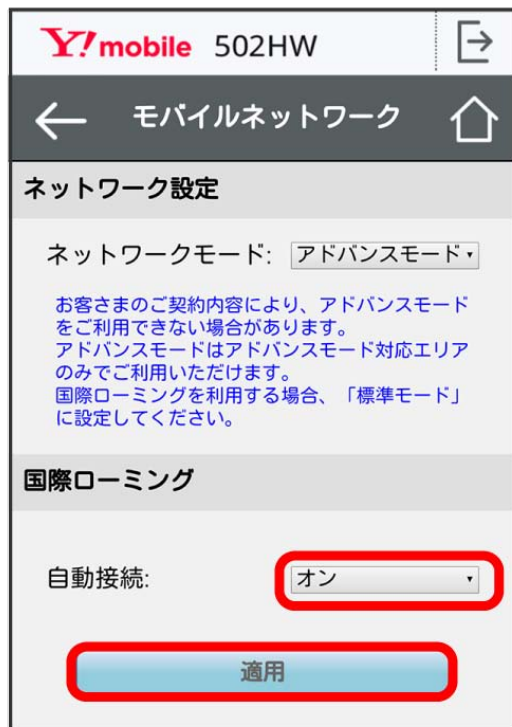 Y!mobile 502HW
モバイルネットワーク
ネットワーク設定
ネットワークモード: アドバンスモード
お客さまのご契約内容により、アドバンスモード
をご利用できない場合があります。
アドバンスモードはアドバンスモード対応エリア
のみでご利用いただけます。
国際ローミングを利用する場合、「標準モード」
に設定してください。
国際ローミング
自動接続: オン
適用